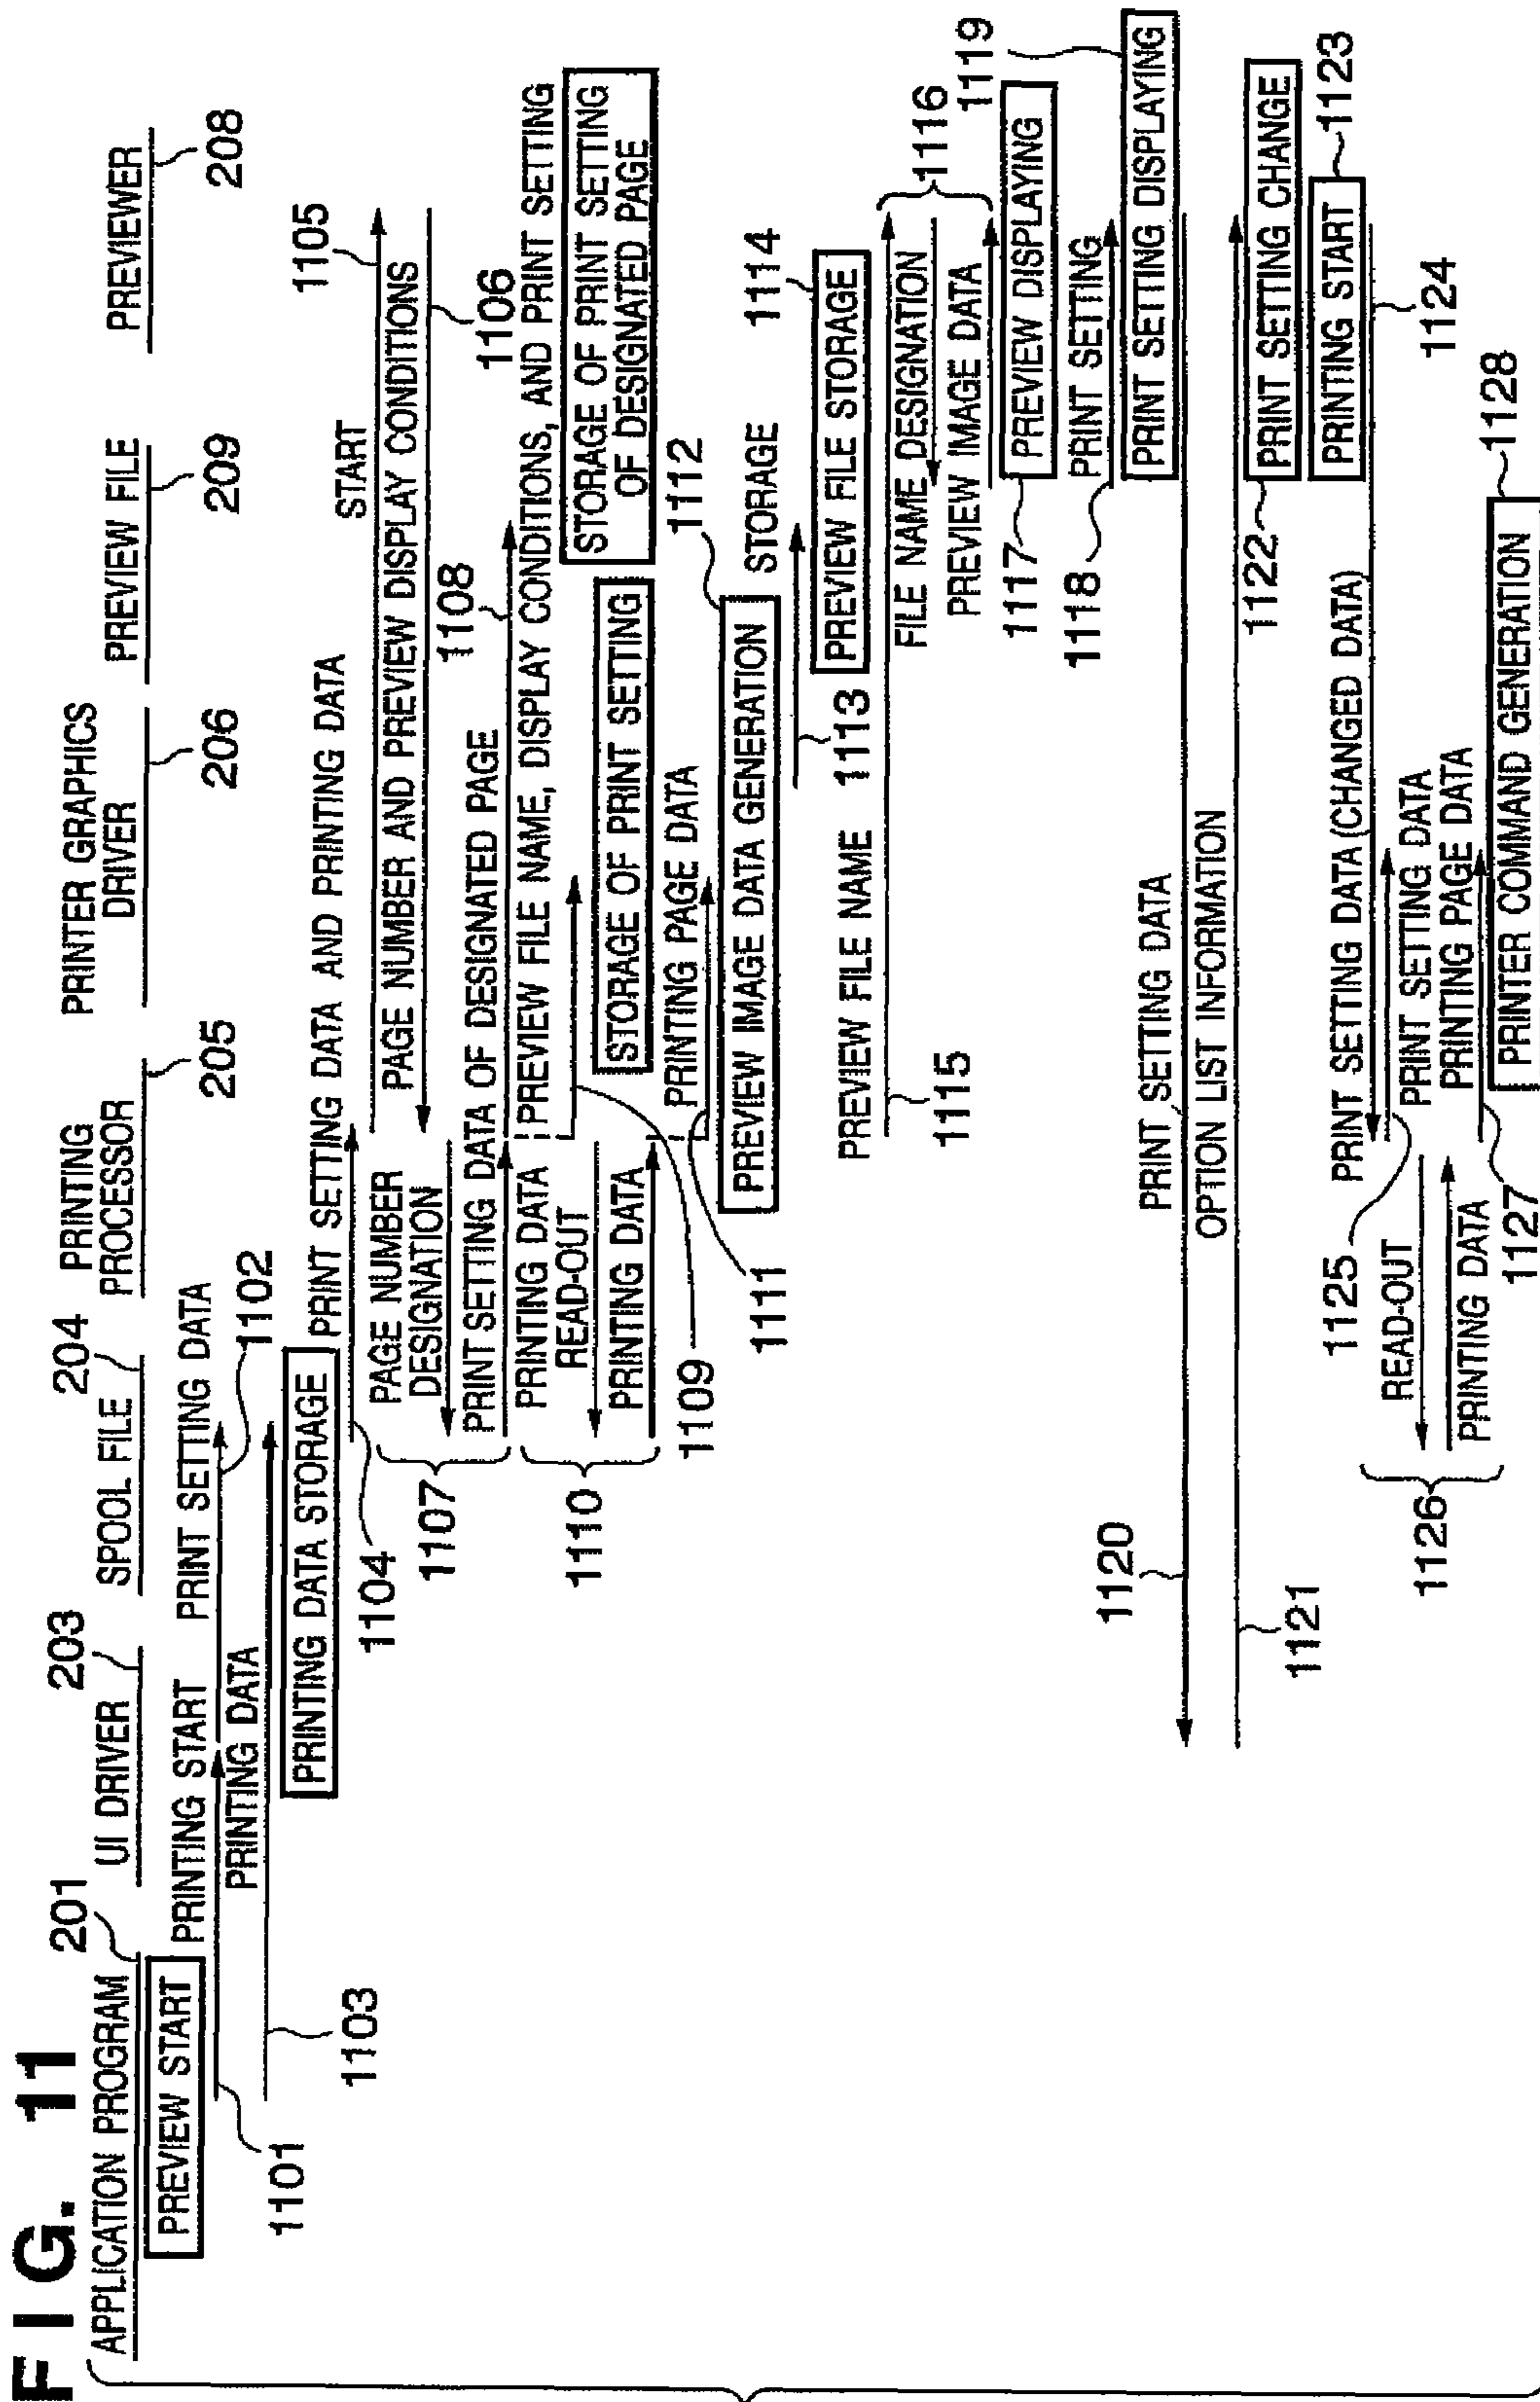 FIG. 11
APPLICATION PROGRAM
201
UI DRIVER
203
SPOOL FILE
204
PRINTING
PROCESSOR
205
PRINTER GRAPHICS
DRIVER
206
PREVIEW FILE
209
PREVIEWER
208
PREVIEW START
PRINTING START
PRINT SETTING DATA
1102
1101
PRINTING DATA
1103
PRINTING DATA STORAGE
PRINT SETTING DATA AND PRINTING DATA
1104
START
1105
PAGE NUMBER AND PREVIEW DISPLAY CONDITIONS
1106
PAGE NUMBER
DESIGNATION
1107
PRINT SETTING DATA OF DESIGNATED PAGE
1108
PRINTING DATA
PREVIEW FILE NAME, DISPLAY CONDITIONS, AND PRINT SETTING
STORAGE OF PRINT SETTING
OF DESIGNATED PAGE
READ-OUT
1110
STORAGE OF PRINT SETTING
1109
PRINTING DATA
PRINTING PAGE DATA
1111
1112
PREVIEW IMAGE DATA GENERATION
STORAGE
1113
1114
PREVIEW FILE STORAGE
PREVIEW FILE NAME
1115
FILE NAME DESIGNATION
1116
PREVIEW IMAGE DATA
1117
PREVIEW DISPLAYING
1119
PRINT SETTING
1118
PRINT SETTING DISPLAYING
PRINT SETTING DATA
1120
OPTION LIST INFORMATION
1121
1122
PRINT SETTING CHANGE
PRINTING START
1123
PRINT SETTING DATA (CHANGED DATA)
1124
1125
PRINT SETTING DATA
READ-OUT
1126
PRINTING DATA
PRINTING PAGE DATA
1127
PRINTER COMMAND GENERATION
1128